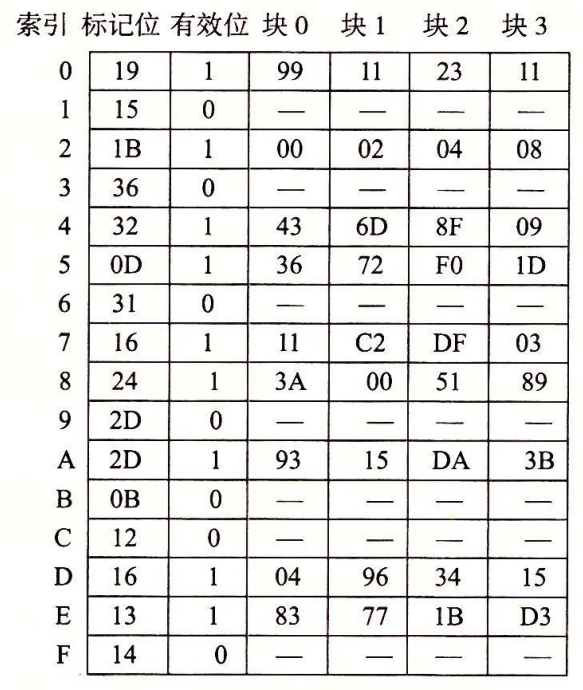 索引 标记位 有效位 块 0 块 1 块 2 块 3
0 19 1 99 11 23 11
1 15 0 — — — —
2 1B 1 00 02 04 08
3 36 0 — — — —
4 32 1 43 6D 8F 09
5 0D 1 36 72 F0 1D
6 31 0 — — — —
7 16 1 11 C2 DF 03
8 24 1 3A 00 51 89
9 2D 0 — — — —
A 2D 1 93 15 DA 3B
B 0B 0 — — — —
C 12 0 — — — —
D 16 1 04 96 34 15
E 13 1 83 77 1B D3
F 14 0 — — — —